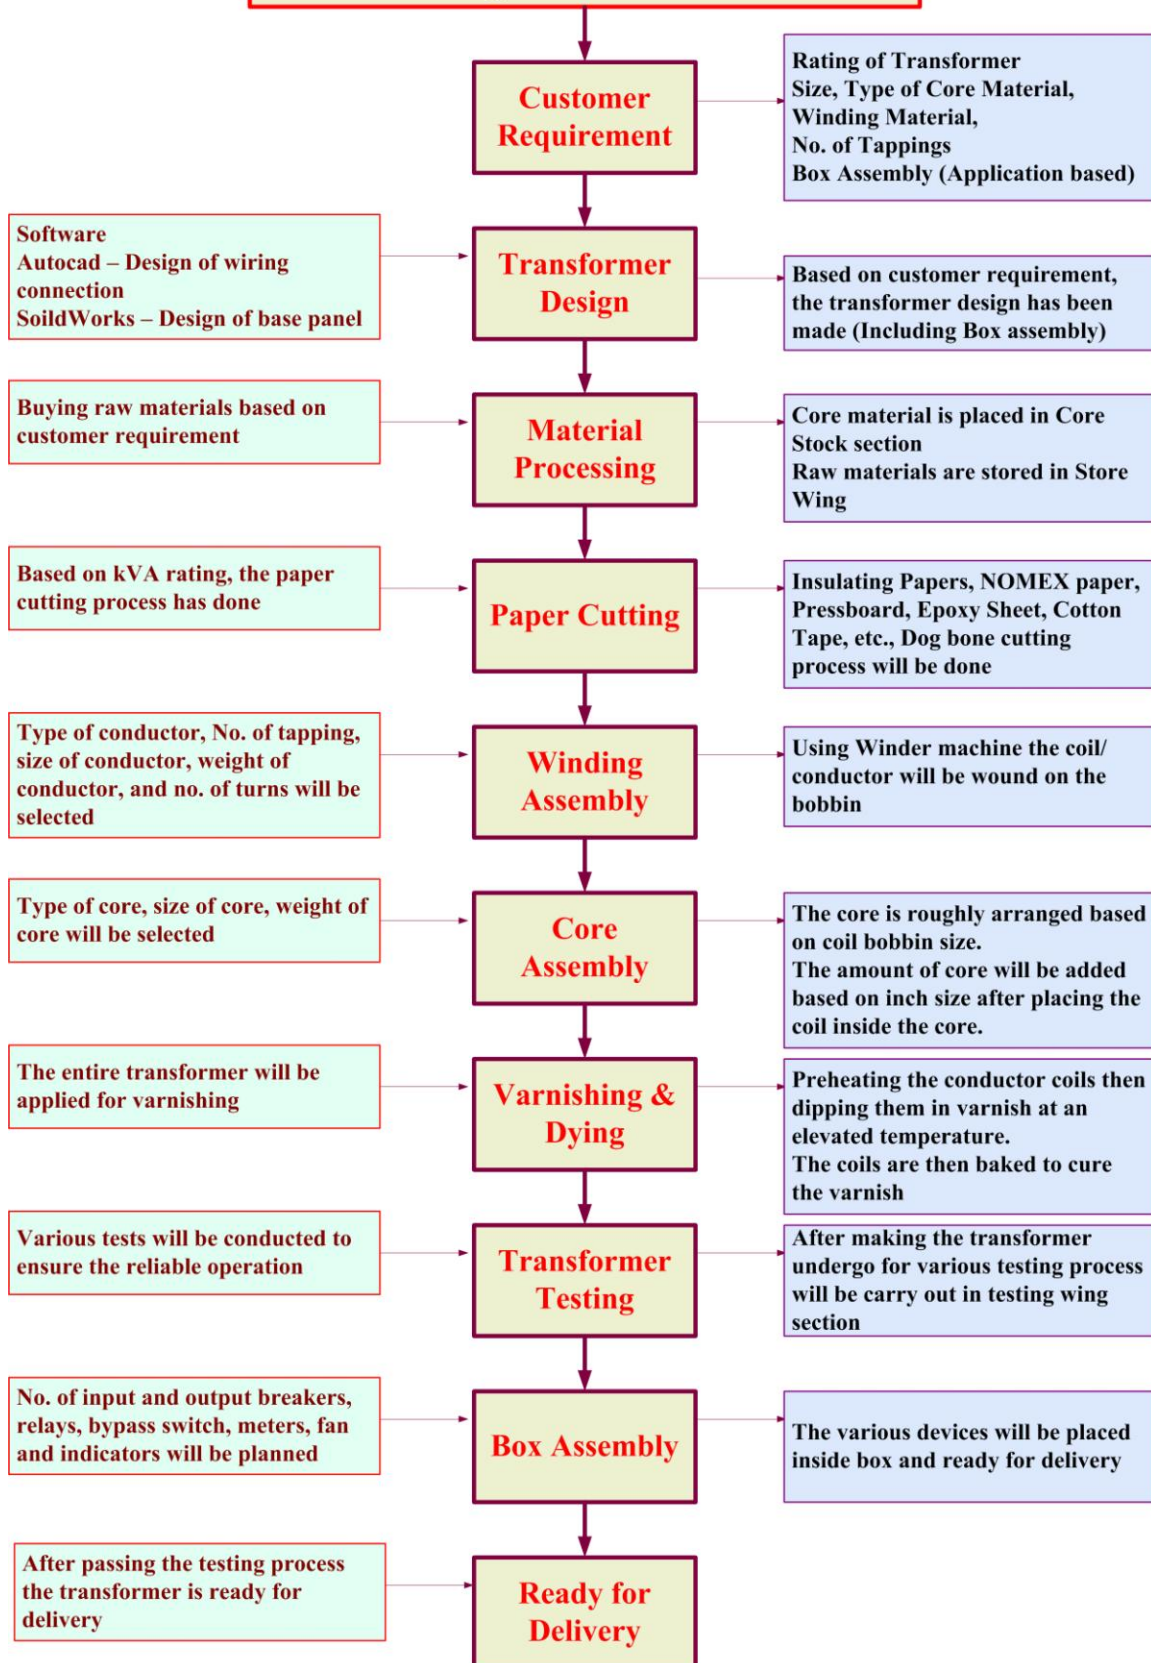 Customer
Requirement
Rating of Transformer
Size, Type of Core Material,
Winding Material,
No. of Tappings
Box Assembly (Application based)
Software
Autocad – Design of wiring
connection
SoildWorks – Design of base panel
Transformer
Design
Based on customer requirement,
the transformer design has been
made (Including Box assembly)
Buying raw materials based on
customer requirement
Material
Processing
Core material is placed in Core
Stock section
Raw materials are stored in Store
Wing
Based on kVA rating, the paper
cutting process has done
Paper Cutting
Insulating Papers, NOMEX paper,
Pressboard, Epoxy Sheet, Cotton
Tape, etc., Dog bone cutting
process will be done
Type of conductor, No. of tapping,
size of conductor, weight of
conductor, and no. of turns will be
selected
Winding
Assembly
Using Winder machine the coil/
conductor will be wound on the
bobbin
Type of core, size of core, weight of
core will be selected
Core
Assembly
The core is roughly arranged based
on coil bobbin size.
The amount of core will be added
based on inch size after placing the
coil inside the core.
The entire transformer will be
applied for varnishing
Varnishing &
Dying
Preheating the conductor coils then
dipping them in varnish at an
elevated temperature.
The coils are then baked to cure
the varnish
Various tests will be conducted to
ensure the reliable operation
Transformer
Testing
After making the transformer
undergo for various testing process
will be carry out in testing wing
section
No. of input and output breakers,
relays, bypass switch, meters, fan
and indicators will be planned
Box Assembly
The various devices will be placed
inside box and ready for delivery
After passing the testing process
the transformer is ready for
delivery
Ready for
Delivery